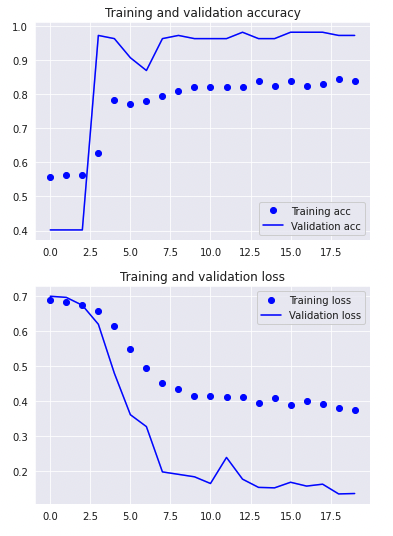 Training and validation accuracy
1.0
0.9
0.8
0.7
0.6
0.5
0.4
Training acc
Validation acc
0.0 2.5 5.0 7.5 10.0 12.5 15.0 17.5
Training and validation loss
0.7
0.6
0.5
0.4
0.3
0.2
Training loss
Validation loss
0.0 2.5 5.0 7.5 10.0 12.5 15.0 17.5